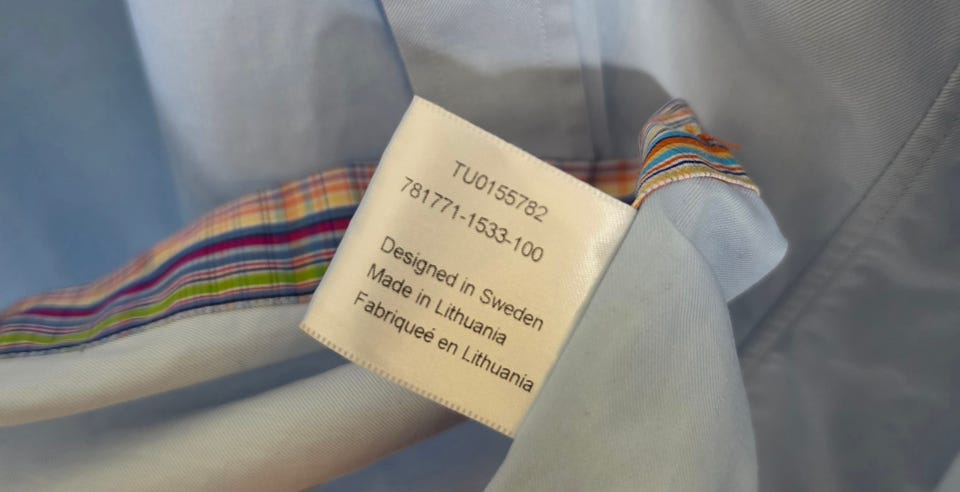 TU0155782
781771-1533-100
Designed in Sweden
Made in Lithuania
Fabriqueé en Lithuania